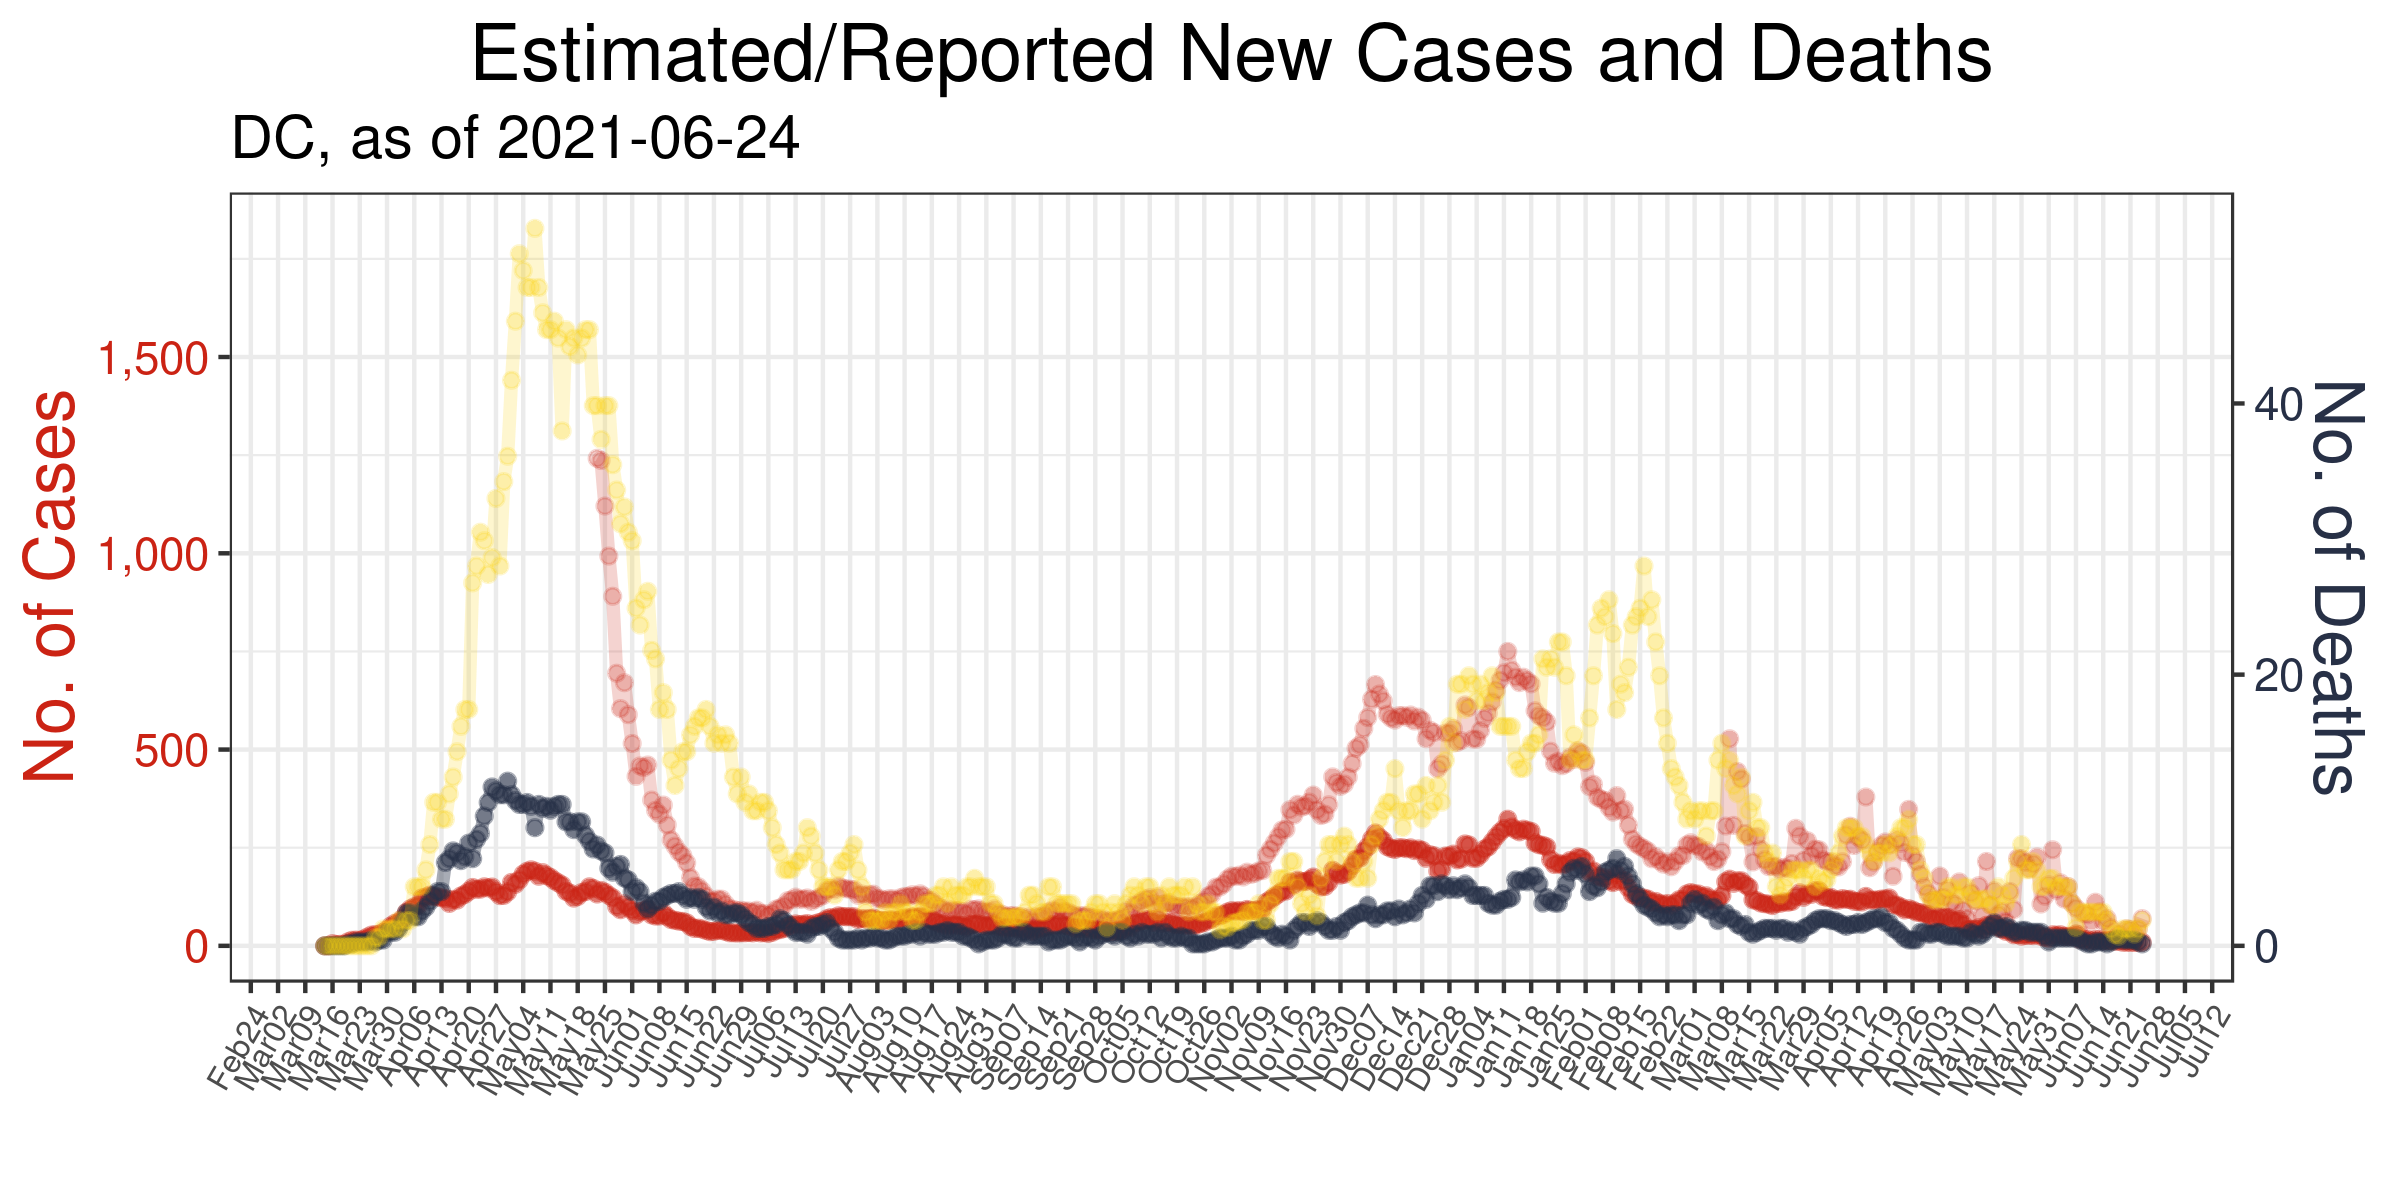 Estimated/Reported New Cases and Deaths
DC, as of 2021-06-24
No. of Cases
1,500
1,000
500
0
No. of Deaths
40
20
0
Feb24
Mar02
Mar09
Mar16
Mar23
Mar30
Apr06
Apr13
Apr20
Apr27
May04
May11
May18
May25
Jun01
Jun08
Jun15
Jun22
Jun29
Jul06
Jul13
Jul20
Jul27
Aug03
Aug10
Aug17
Aug24
Aug31
Sep07
Sep14
Sep21
Sep28
Oct05
Oct12
Oct19
Oct26
Nov02
Nov09
Nov16
Nov23
Nov30
Dec07
Dec14
Dec21
Dec28
Jan04
Jan11
Jan18
Jan25
Feb01
Feb08
Feb15
Feb22
Mar01
Mar08
Mar15
Mar22
Mar29
Apr05
Apr12
Apr19
Apr26
May03
May10
May17
May24
May31
Jun07
Jun14
Jun21
Jun28
Jul05
Jul12